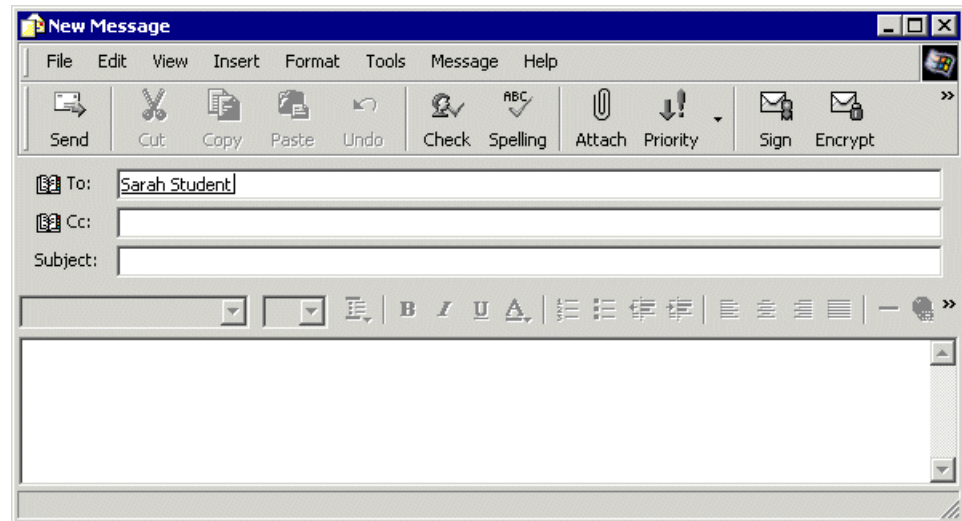 New Message
File Edit View Insert Format Tools Message Help
ABC
Send Cut Copy Paste Undo Check Spelling Attach Priority Sign Encrypt
To: Sarah Student
Cc:
Subject:
B I U A